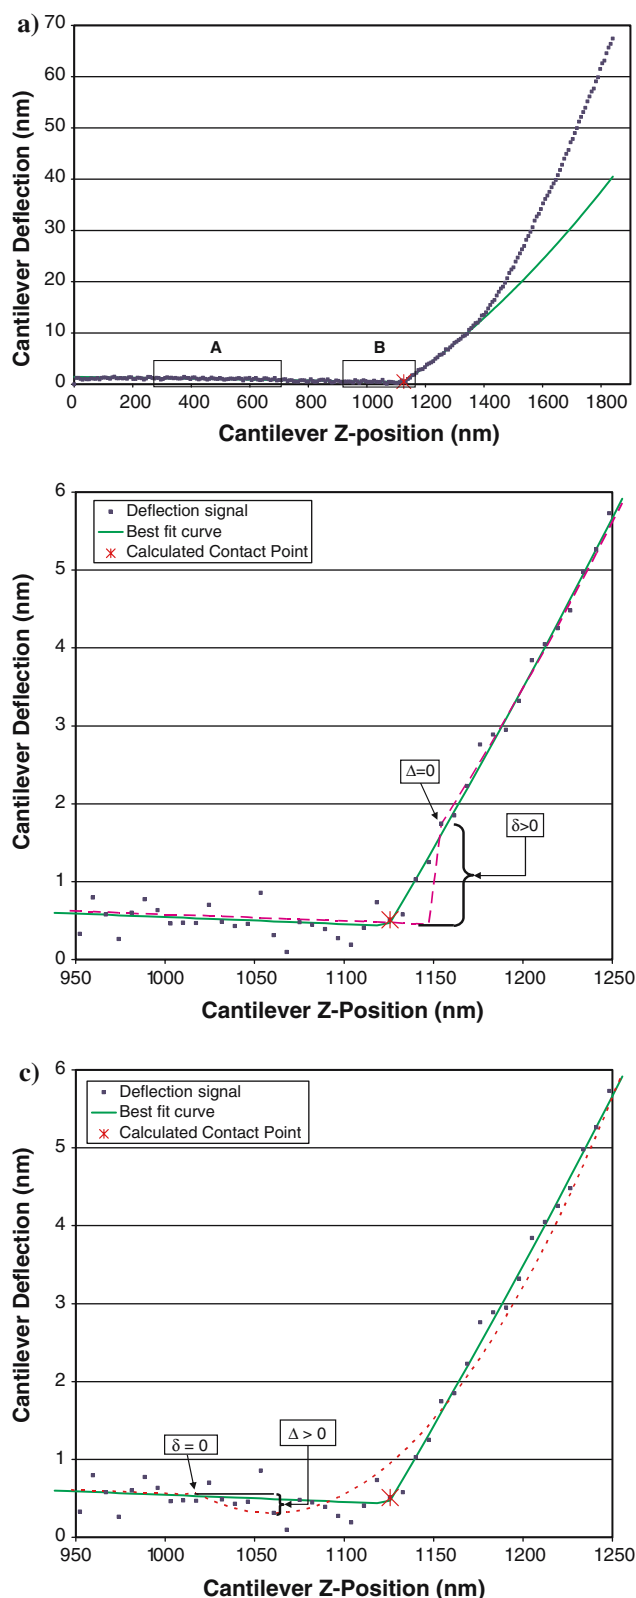 a)
70
60
50
40
30
20
10
0
Cantilever Deflection (nm)
A
B
0 200 400 600 800 1000 1200 1400 1600 1800
Cantilever Z-position (nm)
6
5
4
3
2
1
0
Cantilever Deflection (nm)
Deflection signal
Best fit curve
Calculated Contact Point
Δ=0
δ>0
950 1000 1050 1100 1150 1200 1250
Cantilever Z-Position (nm)
c)
6
5
4
3
2
1
0
Cantilever Deflection (nm)
Deflection signal
Best fit curve
Calculated Contact Point
δ = 0
Δ > 0
950 1000 1050 1100 1150 1200 1250
Cantilever Z-Position (nm)